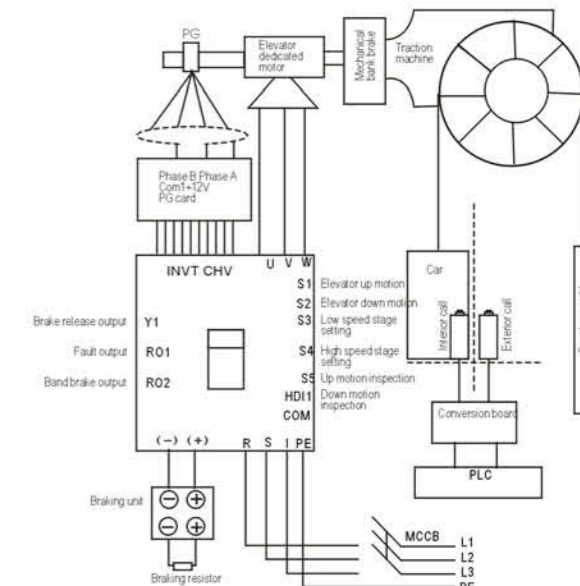 PG
Elevator
dedicated
motor
Mechanical
bank brake
Traction
machine
Phase B Phase A
Com1+12V
PG card
INVT CHV
U V W
S1 Elevator up motion
S2 Elevator down motion
S3 Low speed stage
setting
S4 High speed stage
setting
S5 Up motion inspection
HDI1 Down motion
inspection
COM
Brake release output Y1
Fault output RO1
Band brake output RO2
(-) (+) R S I PE
Car
Interior call
Exterior call
Conversion board
PLC
Braking unit
Braking resistor
MCCB
L1
L2
L3
PE